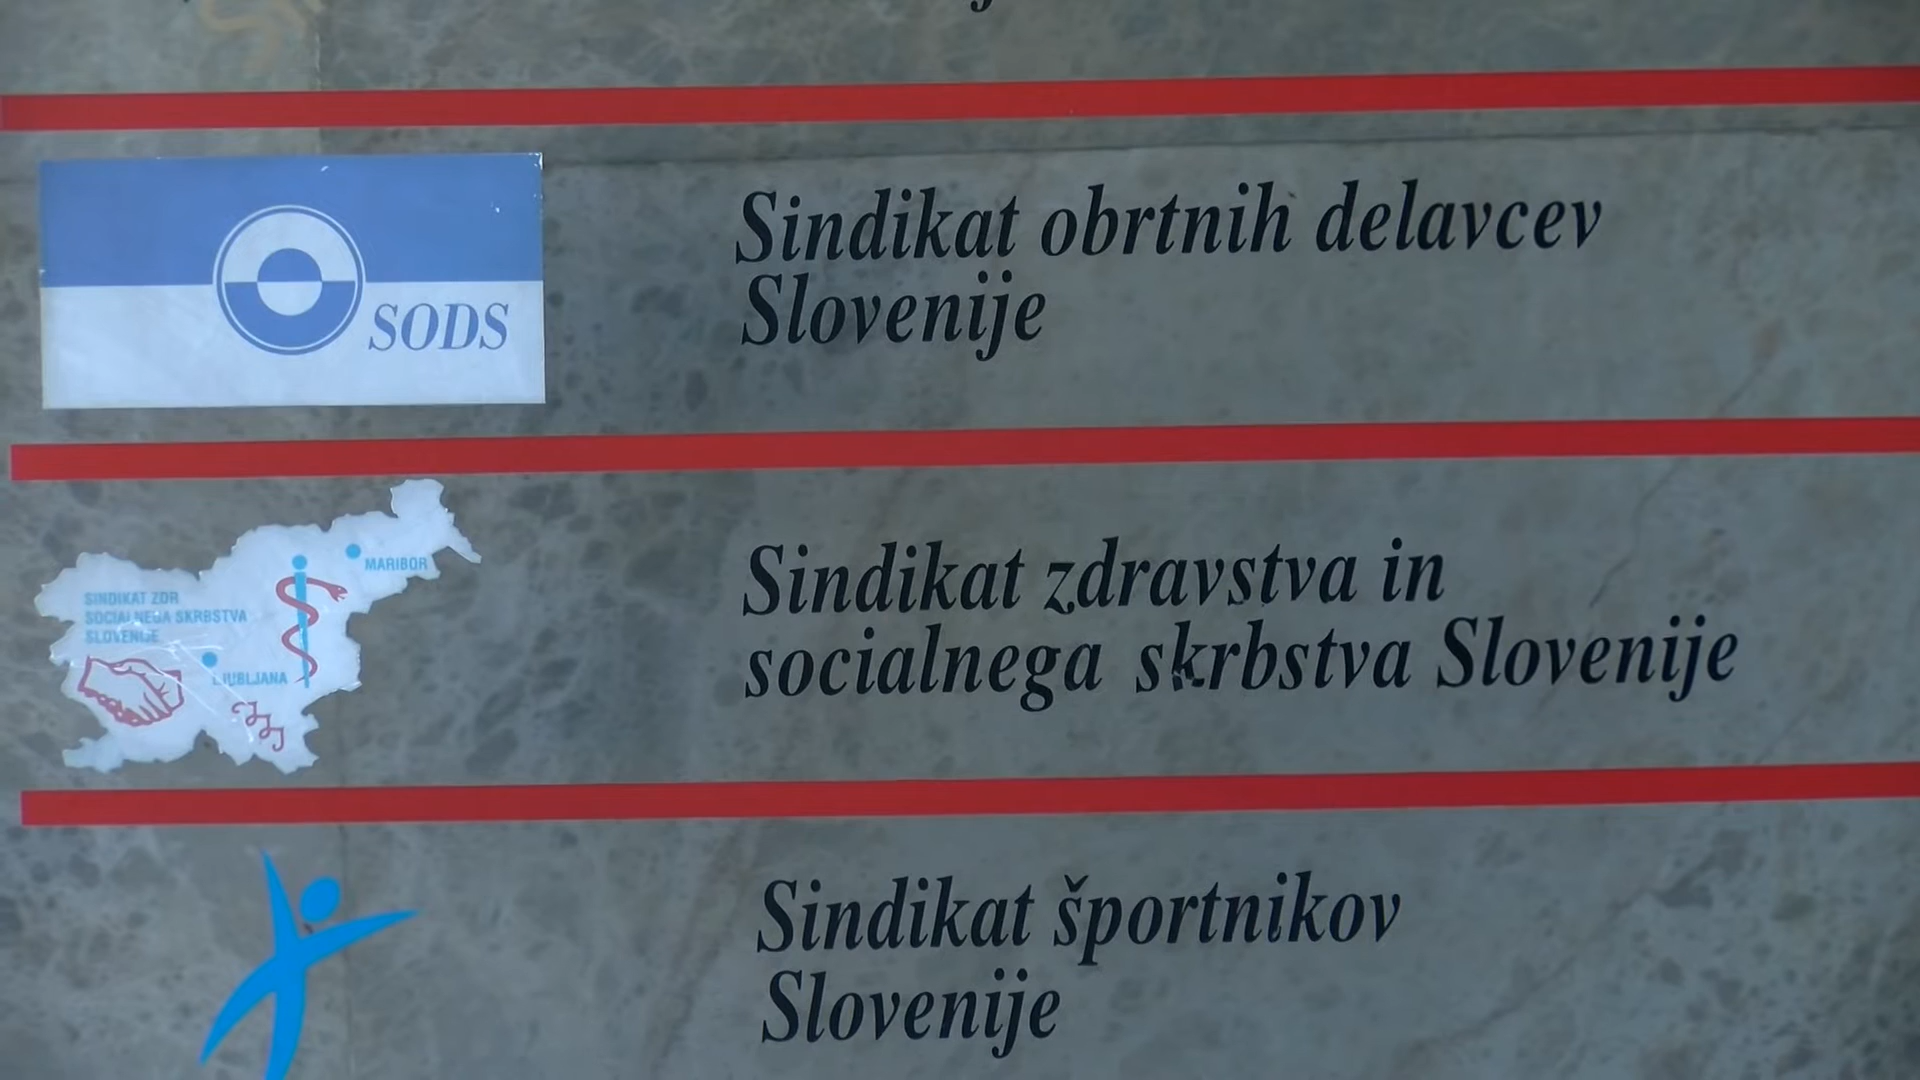 SODS
Sindikat obrtnih delavcev
Slovenije
MARIBOR
SINDIKAT ZDR
SOCIALNEGA SKRBSTVA
SLOVENIJE
LJUBLJANA
Sindikat zdravstva in
socialnega skrbstva Slovenije
Sindikat športnikov
Slovenije